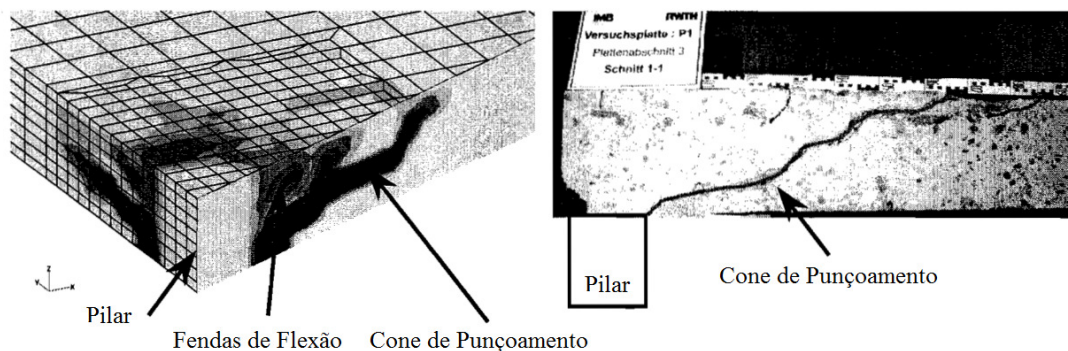 Z
Y
X
Pilar
Fendas de Flexão
Cone de Punçoamento
IMB RWTH
Versuchsplatte : P1
Plattenabschnitt 3
Schnitt 1-1
Pilar
Cone de Punçoamento